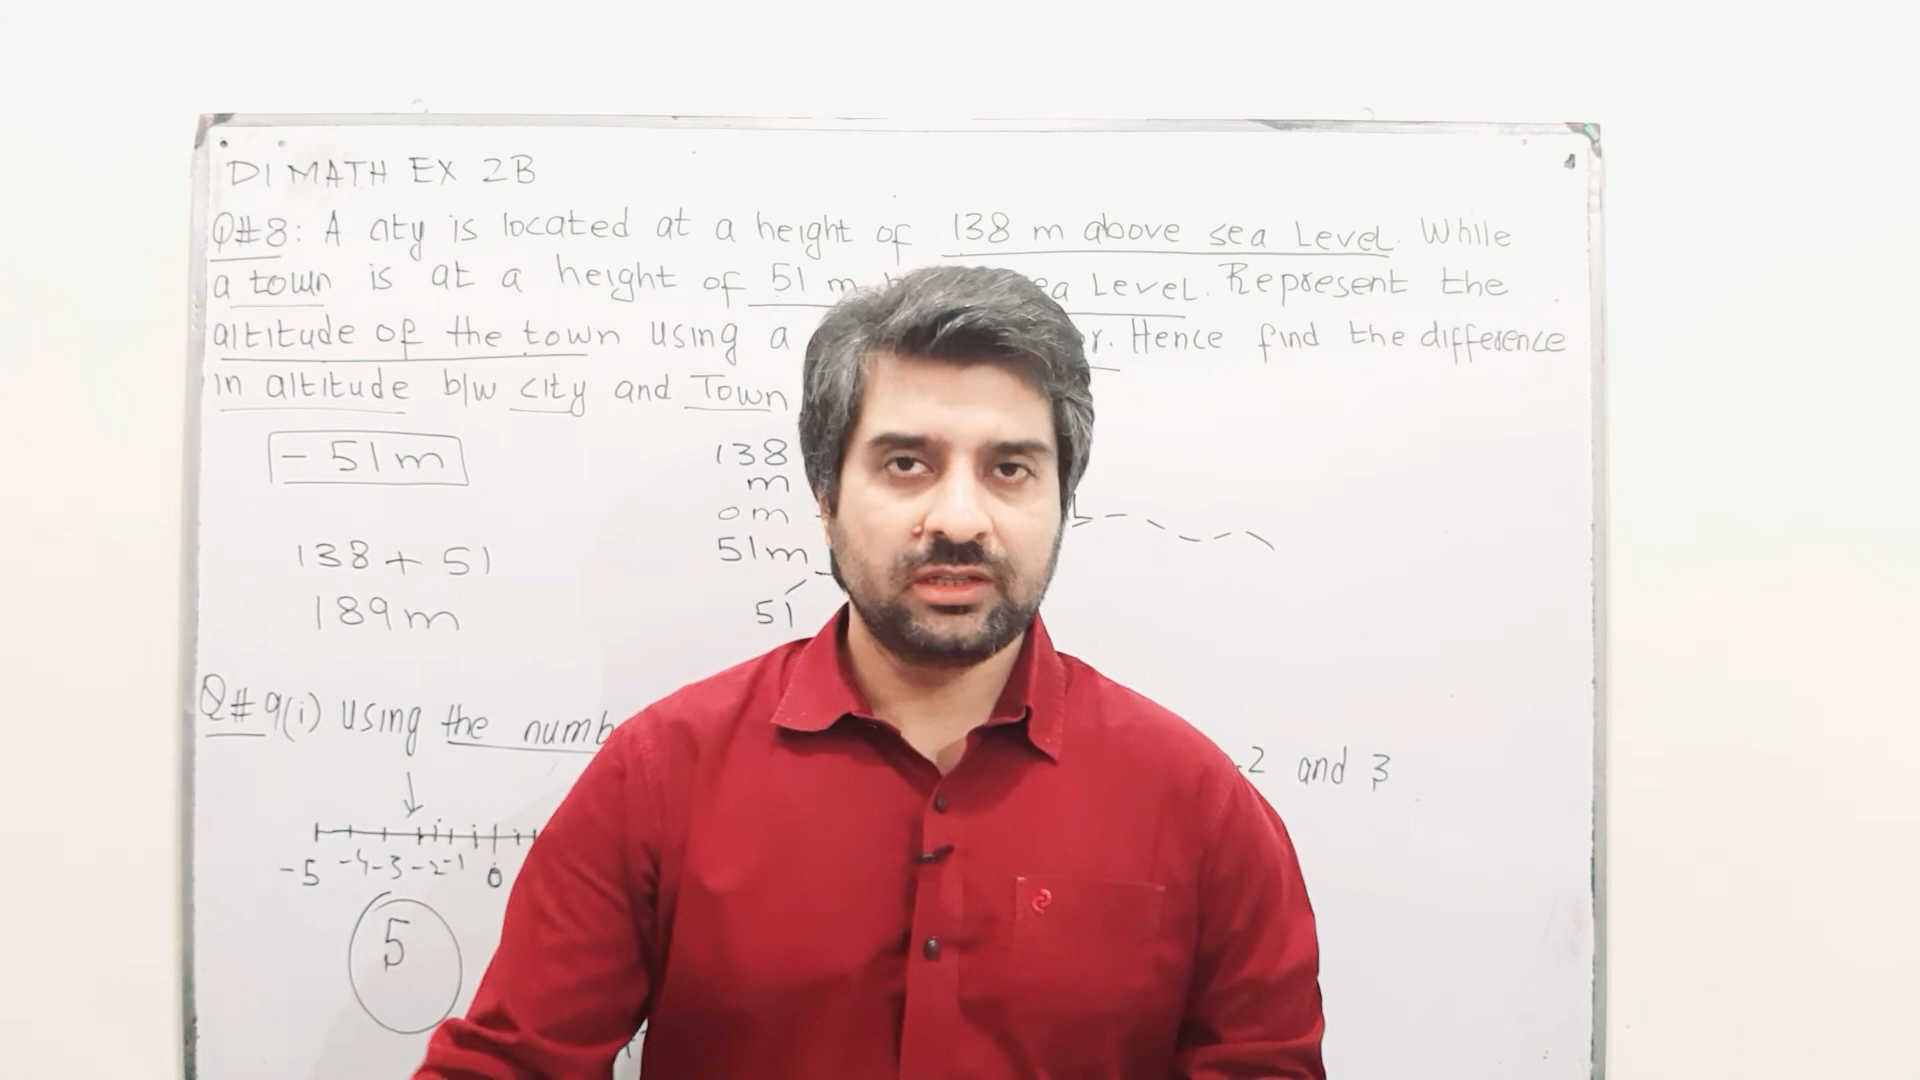 D1 MATH EX 2B
Q#8: A city is located at a height of 138 m above sea Level. While
a town is at a height of 51 m Level. Represent the
altitude of the town using a r. Hence find the difference
in altitude b/w city and Town
- 51m
138
m
0m
51m
51
138 + 51
189m
Q#9(i) using the numb -2 and 3
-5 -4 -3 -2 -1 0
5